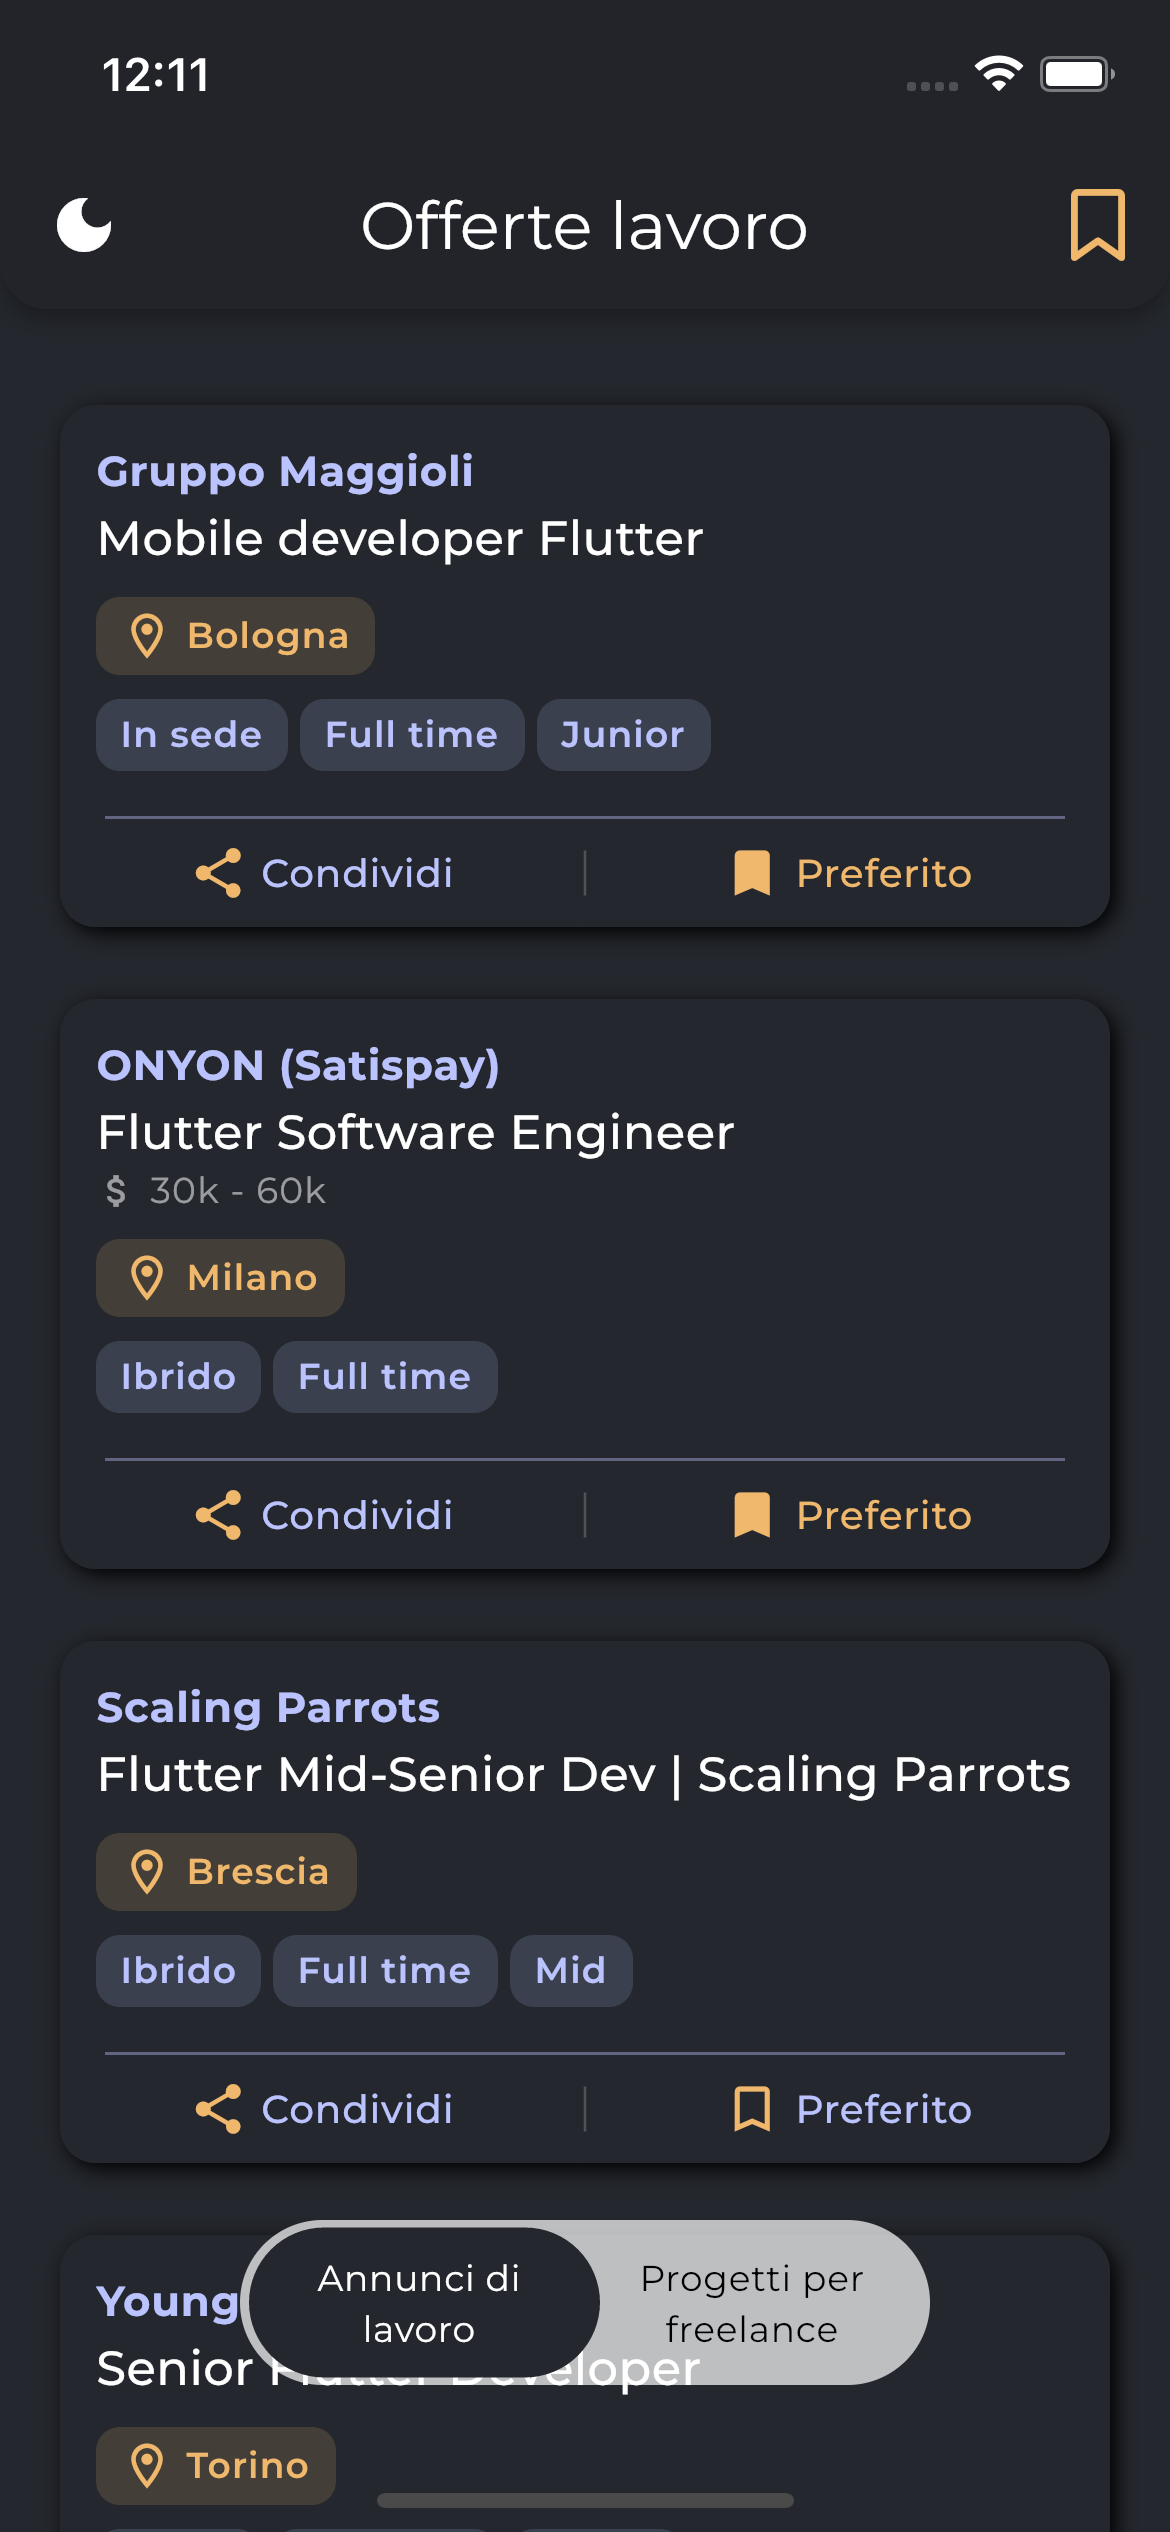 12:11
Offerte lavoro
Gruppo Maggioli
Mobile developer Flutter
Bologna
In sede Full time Junior
Condividi Preferito
ONYON (Satispay)
Flutter Software Engineer
$ 30k - 60k
Milano
Ibrido Full time
Condividi Preferito
Scaling Parrots
Flutter Mid-Senior Dev | Scaling Parrots
Brescia
Ibrido Full time Mid
Condividi Preferito
Young
Senior Flutter Developer
Annunci di
lavoro
Progetti per
freelance
Torino